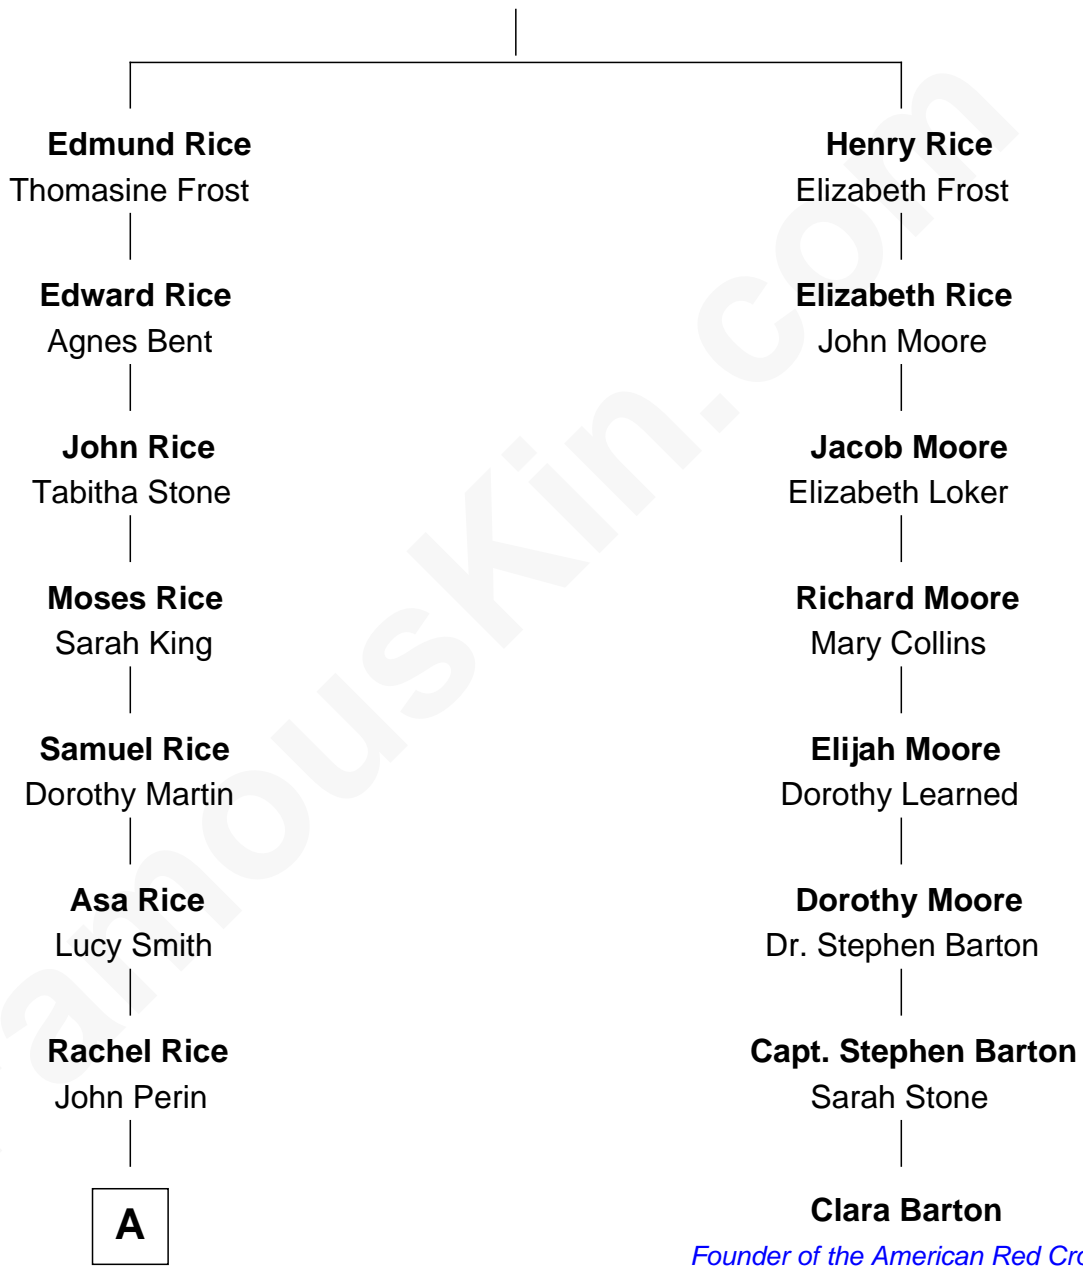 Edmund Rice
Thomasine Frost
Edward Rice
Agnes Bent
John Rice
Tabitha Stone
Moses Rice
Sarah King
Samuel Rice
Dorothy Martin
Asa Rice
Lucy Smith
Rachel Rice
John Perin
A
Henry Rice
Elizabeth Frost
Elizabeth Rice
John Moore
Jacob Moore
Elizabeth Loker
Richard Moore
Mary Collins
Elijah Moore
Dorothy Learned
Dorothy Moore
Dr. Stephen Barton
Capt. Stephen Barton
Sarah Stone
Clara Barton
Founder of the American Red Cro
amousKin.com